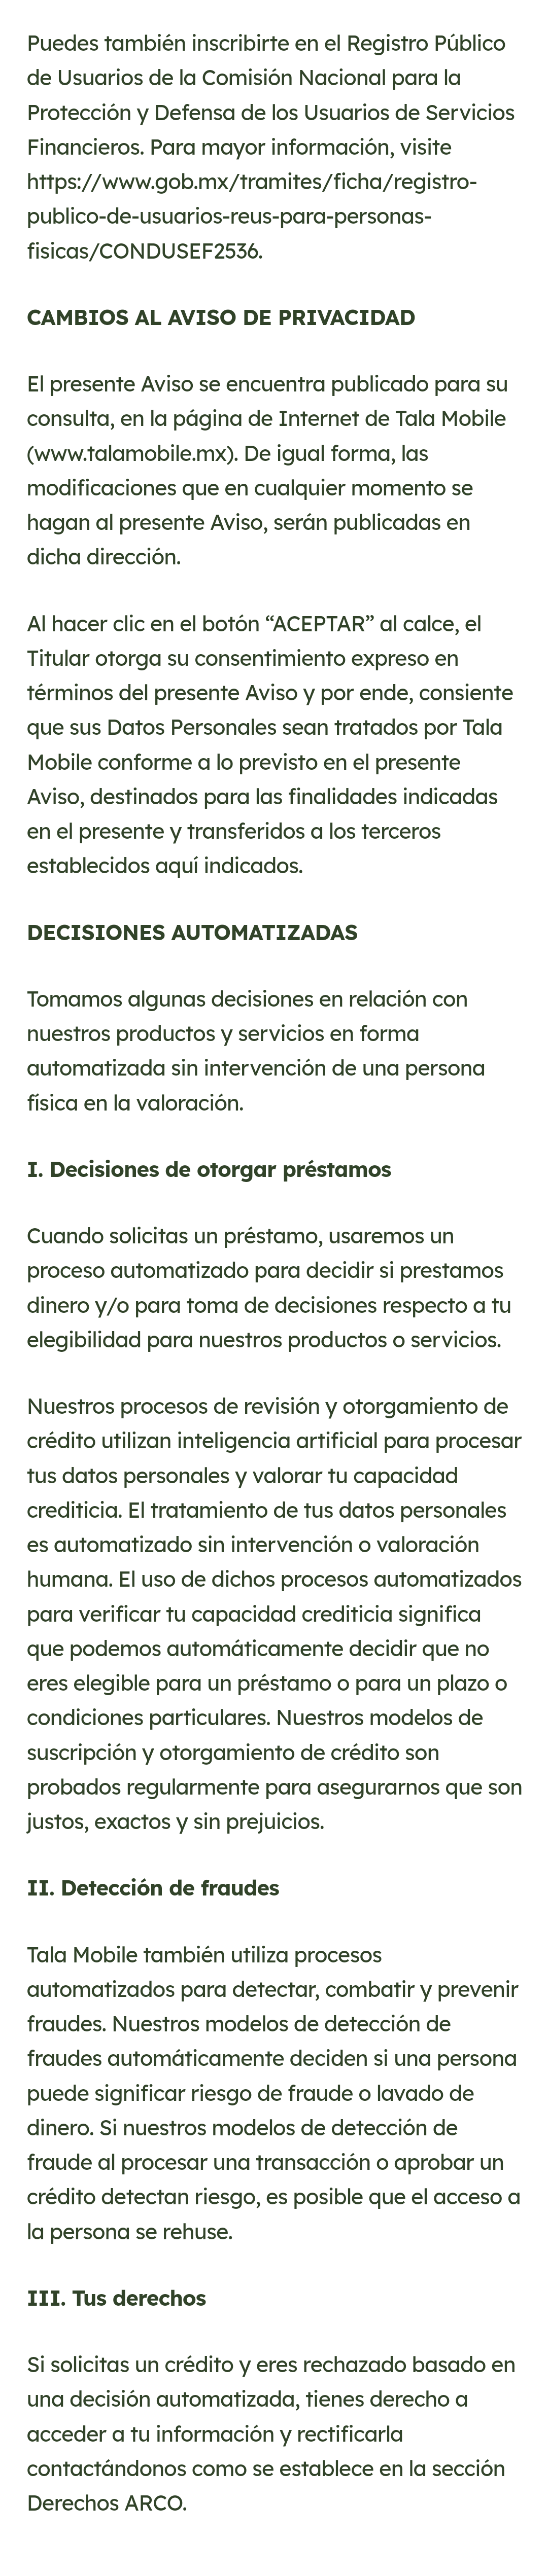 Puedes también inscribirte en el Registro Público
de Usuarios de la Comisión Nacional para la
Protección y Defensa de los Usuarios de Servicios
Financieros. Para mayor información, visite
https://www.gob.mx/tramites/ficha/registro-
publico-de-usuarios-reus-para-personas-
fisicas/CONDUSEF2536.
CAMBIOS AL AVISO DE PRIVACIDAD
El presente Aviso se encuentra publicado para su
consulta, en la página de Internet de Tala Mobile
(www.talamobile.mx). De igual forma, las
modificaciones que en cualquier momento se
hagan al presente Aviso, serán publicadas en
dicha dirección.
Al hacer clic en el botón “ACEPTAR” al calce, el
Titular otorga su consentimiento expreso en
términos del presente Aviso y por ende, consiente
que sus Datos Personales sean tratados por Tala
Mobile conforme a lo previsto en el presente
Aviso, destinados para las finalidades indicadas
en el presente y transferidos a los terceros
establecidos aquí indicados.
DECISIONES AUTOMATIZADAS
Tomamos algunas decisiones en relación con
nuestros productos y servicios en forma
automatizada sin intervención de una persona
física en la valoración.
I. Decisiones de otorgar préstamos
Cuando solicitas un préstamo, usaremos un
proceso automatizado para decidir si prestamos
dinero y/o para toma de decisiones respecto a tu
elegibilidad para nuestros productos o servicios.
Nuestros procesos de revisión y otorgamiento de
crédito utilizan inteligencia artificial para procesar
tus datos personales y valorar tu capacidad
crediticia. El tratamiento de tus datos personales
es automatizado sin intervención o valoración
humana. El uso de dichos procesos automatizados
para verificar tu capacidad crediticia significa
que podemos automáticamente decidir que no
eres elegible para un préstamo o para un plazo o
condiciones particulares. Nuestros modelos de
suscripción y otorgamiento de crédito son
probados regularmente para asegurarnos que son
justos, exactos y sin prejuicios.
II. Detección de fraudes
Tala Mobile también utiliza procesos
automatizados para detectar, combatir y prevenir
fraudes. Nuestros modelos de detección de
fraudes automáticamente deciden si una persona
puede significar riesgo de fraude o lavado de
dinero. Si nuestros modelos de detección de
fraude al procesar una transacción o aprobar un
crédito detectan riesgo, es posible que el acceso a
la persona se rehuse.
III. Tus derechos
Si solicitas un crédito y eres rechazado basado en
una decisión automatizada, tienes derecho a
acceder a tu información y rectificarla
contactándonos como se establece en la sección
Derechos ARCO.